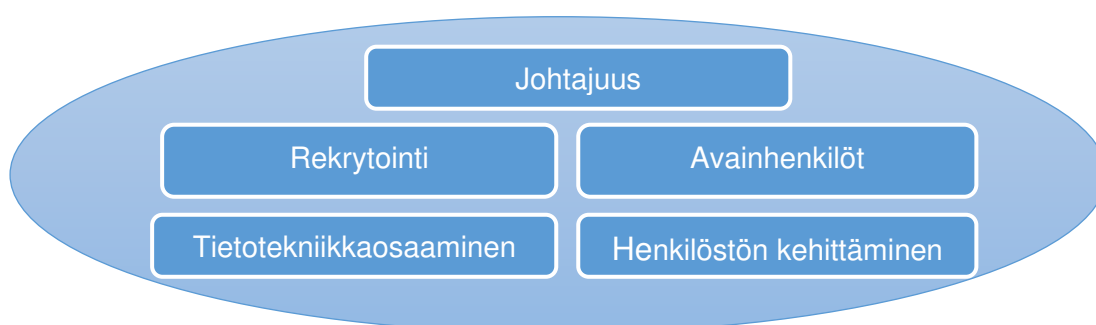 Johtajuus
Rekrytointi
Avainhenkilöt
Tietotekniikkaosaaminen
Henkilöstön kehittäminen